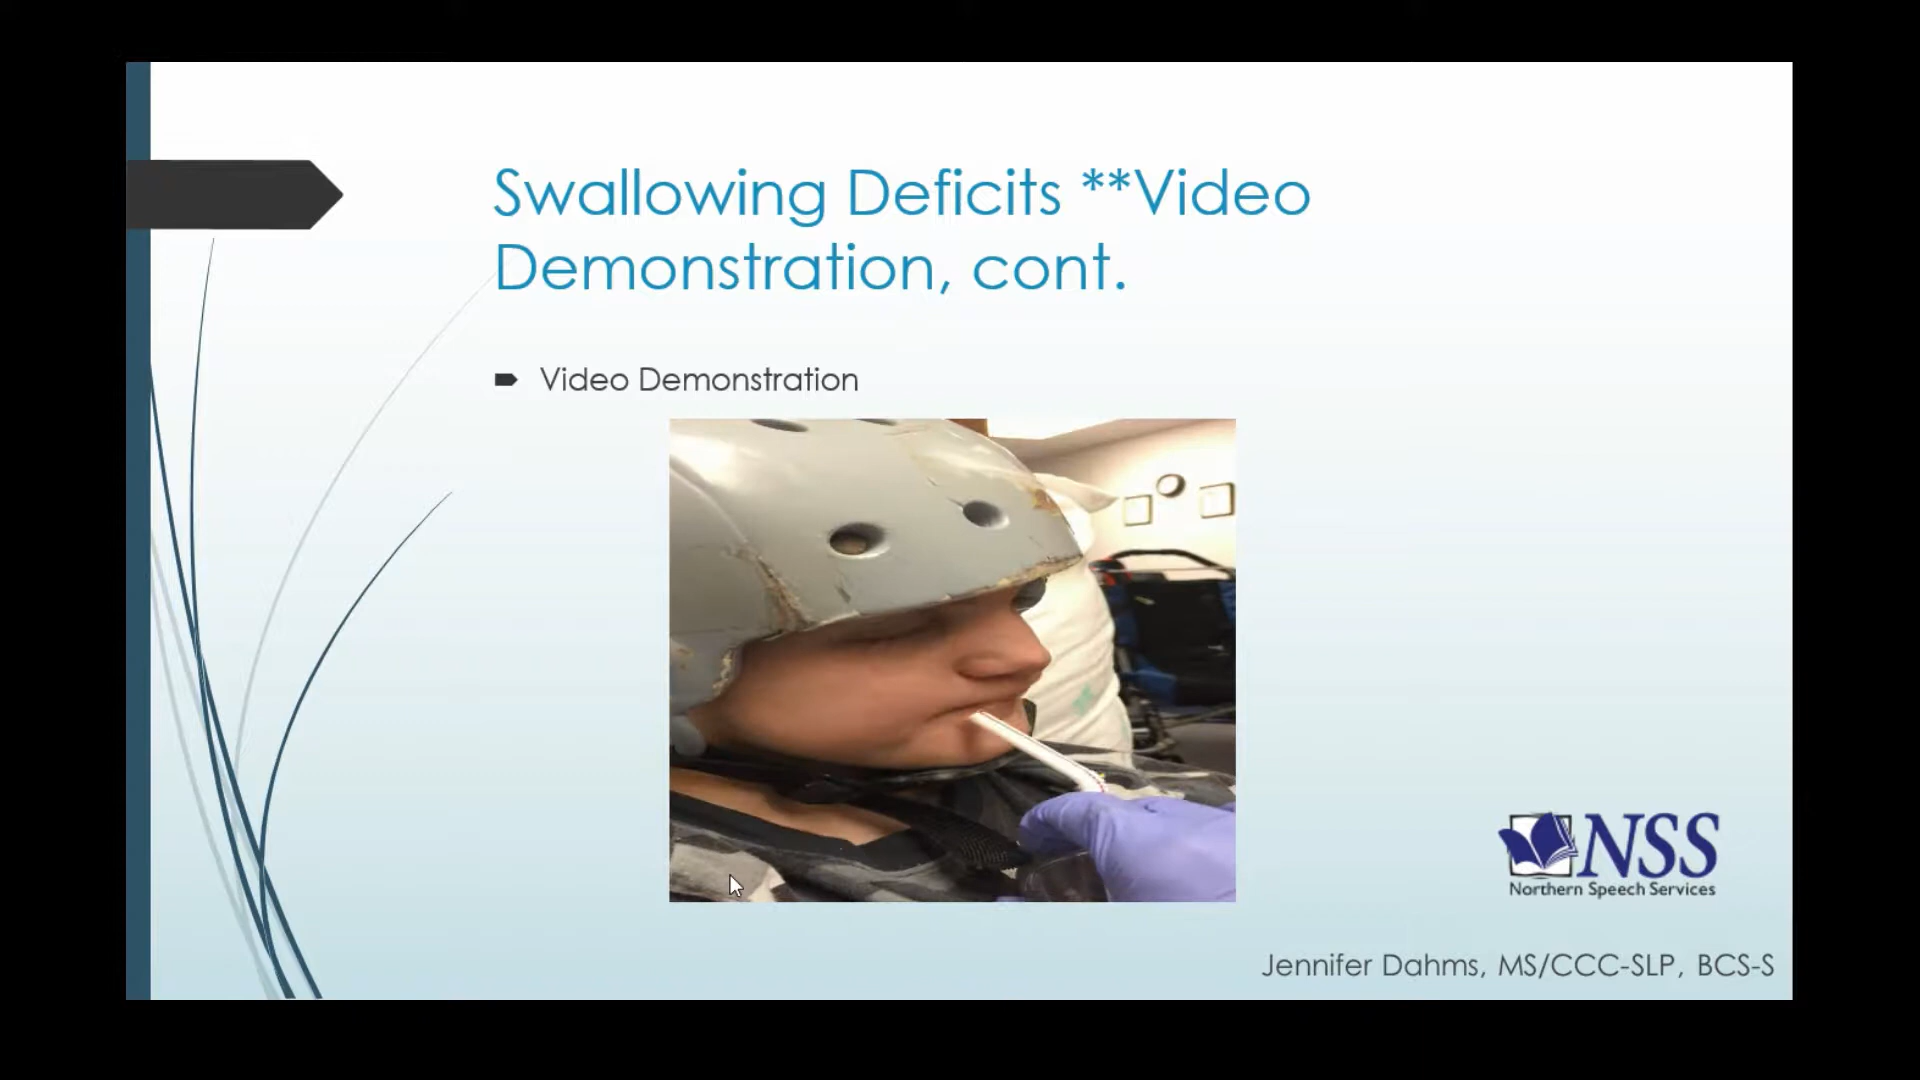 Swallowing Deficits **Video
Demonstration, cont.
Video Demonstration
NSS
Northern Speech Services
Jennifer Dahms, MS/CCC-SLP, BCS-S